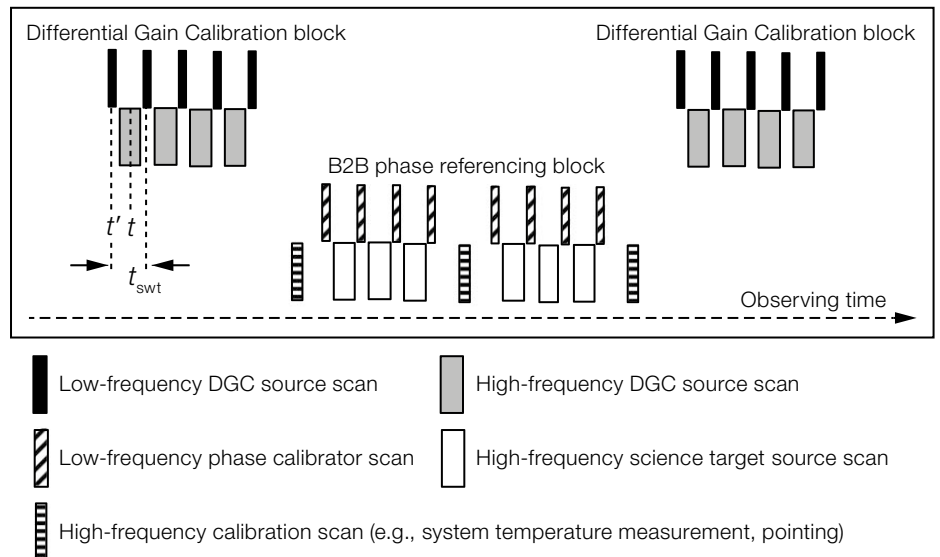 Differential Gain Calibration block
Differential Gain Calibration block
B2B phase referencing block
t' t
t_swt
Observing time
Low-frequency DGC source scan
High-frequency DGC source scan
Low-frequency phase calibrator scan
High-frequency science target source scan
High-frequency calibration scan (e.g., system temperature measurement, pointing)